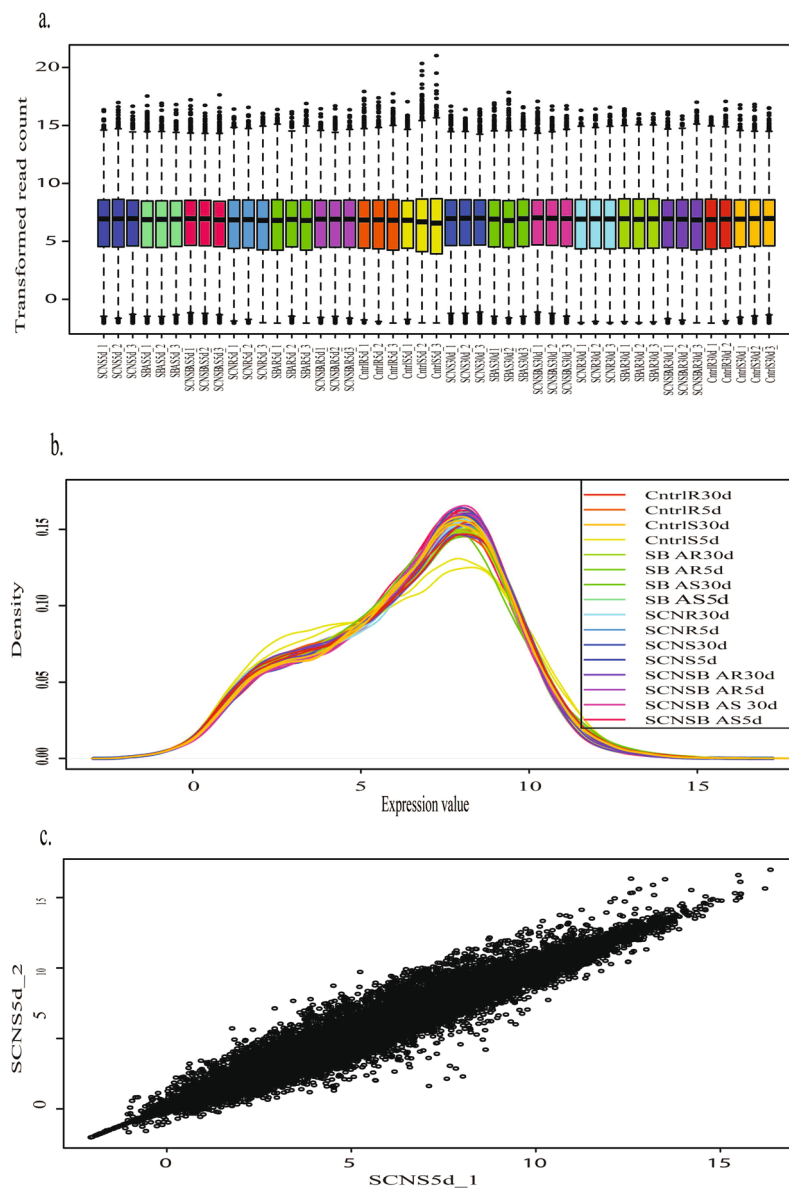 a.
Transformed read count
20
15
10
5
0
SCNS5d_1
SCNS5d_2
SCNS5d_3
SBAS5d_1
SBAS5d_2
SBAS5d_3
SCNSBAS5d_1
SCNSBAS5d_2
SCNSBAS5d_3
SCNR5d_1
SCNR5d_2
SCNR5d_3
SBAR5d_1
SBAR5d_2
SBAR5d_3
SCNSBAR5d_1
SCNSBAR5d_2
SCNSBAR5d_3
CntrlR5d_1
CntrlR5d_2
CntrlR5d_3
CntrlS5d_1
CntrlS5d_2
CntrlS5d_3
SCNS30d_1
SCNS30d_2
SCNS30d_3
SBAS30d_1
SBAS30d_2
SBAS30d_3
SCNSBAS30d_1
SCNSBAS30d_2
SCNSBAS30d_3
SCNR30d_1
SCNR30d_2
SCNR30d_3
SBAR30d_1
SBAR30d_2
SBAR30d_3
SCNSBAR30d_1
SCNSBAR30d_2
SCNSBAR30d_3
CntrlR30d_1
CntrlR30d_2
CntrlS30d_1
CntrlS30d_2
CntrlS30d_3
b.
Density
0.15
0.10
0.05
0.00
CntrlR30d
CntrlR5d
CntrlS30d
CntrlS5d
SB AR30d
SB AR5d
SB AS30d
SB AS5d
SCNR30d
SCNR5d
SCNS30d
SCNS5d
SCNSB AR30d
SCNSB AR5d
SCNSB AS 30d
SCNSB AS5d
0 5 10 15
Expression value
c.
SCNS5d_2
15
10
5
0
0 5 10 15
SCNS5d_1